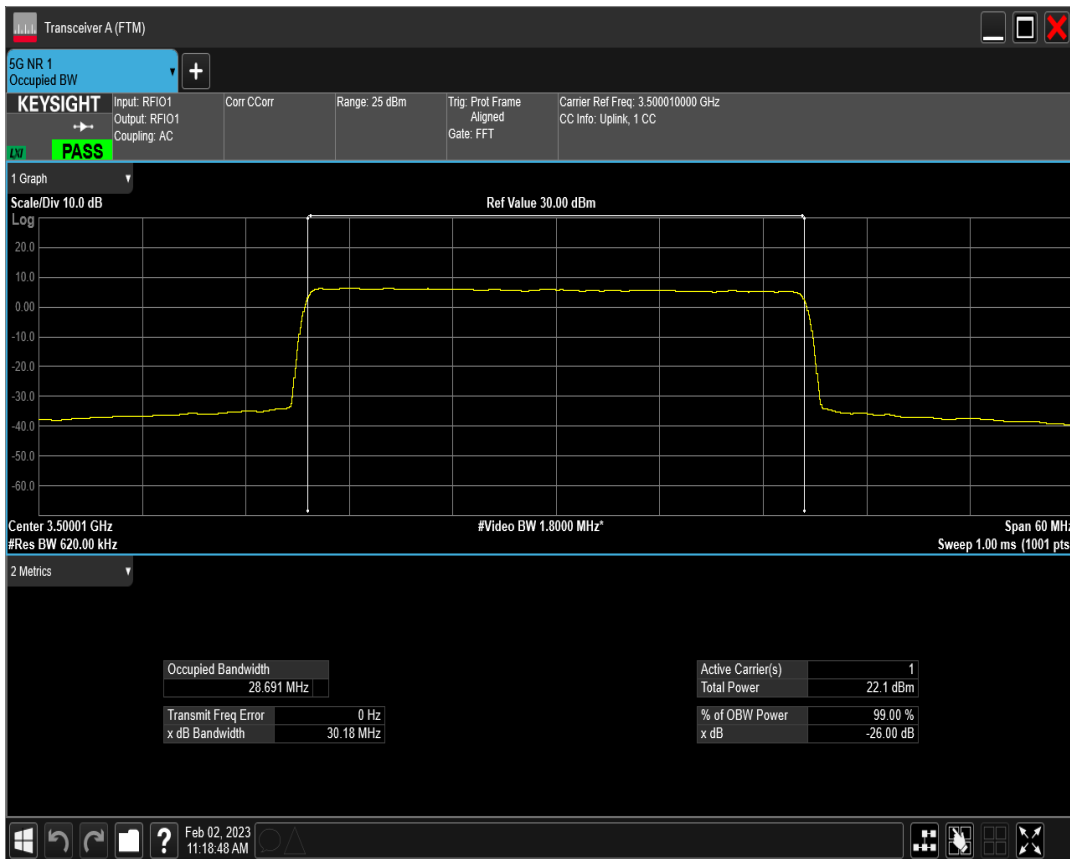 Transceiver A (FTM)
5G NR 1
Occupied BW
+
KEYSIGHT
LXI
PASS
Input: RFIO1
Output: RFIO1
Coupling: AC
Corr CCorr
Range: 25 dBm
Trig: Prot Frame
Aligned
Gate: FFT
Carrier Ref Freq: 3.500010000 GHz
CC Info: Uplink, 1 CC
1 Graph
Scale/Div 10.0 dB
Ref Value 30.00 dBm
Log
20.0
10.0
0.00
-10.0
-20.0
-30.0
-40.0
-50.0
-60.0
Center 3.50001 GHz
#Video BW 1.8000 MHz*
Span 60 MHz
#Res BW 620.00 kHz
Sweep 1.00 ms (1001 pts
2 Metrics
Occupied Bandwidth
28.691 MHz
Transmit Freq Error 0 Hz
x dB Bandwidth 30.18 MHz
Active Carrier(s) 1
Total Power 22.1 dBm
% of OBW Power 99.00 %
x dB -26.00 dB
?
Feb 02, 2023
11:18:48 AM